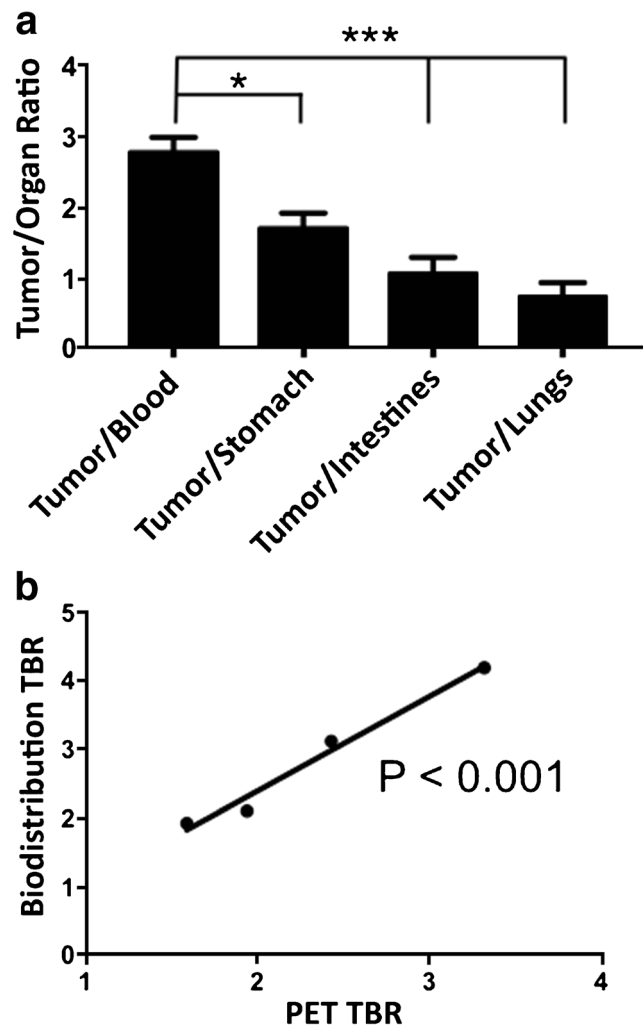 a
***
*
Tumor/Organ Ratio
4
3
2
1
0
Tumor/Blood
Tumor/Stomach
Tumor/Intestines
Tumor/Lungs
b
Biodistribution TBR
5
4
3
2
1
0
P < 0.001
1 2 3 4
PET TBR